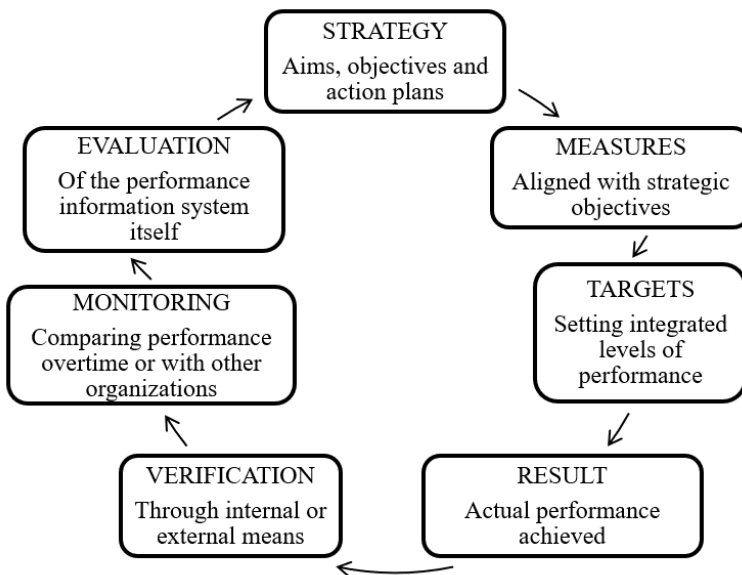 STRATEGY
Aims, objectives and
action plans
MEASURES
Aligned with strategic
objectives
TARGETS
Setting integrated
levels of
performance
RESULT
Actual performance
achieved
VERIFICATION
Through internal or
external means
MONITORING
Comparing performance
overtime or with other
organizations
EVALUATION
Of the performance
information system
itself